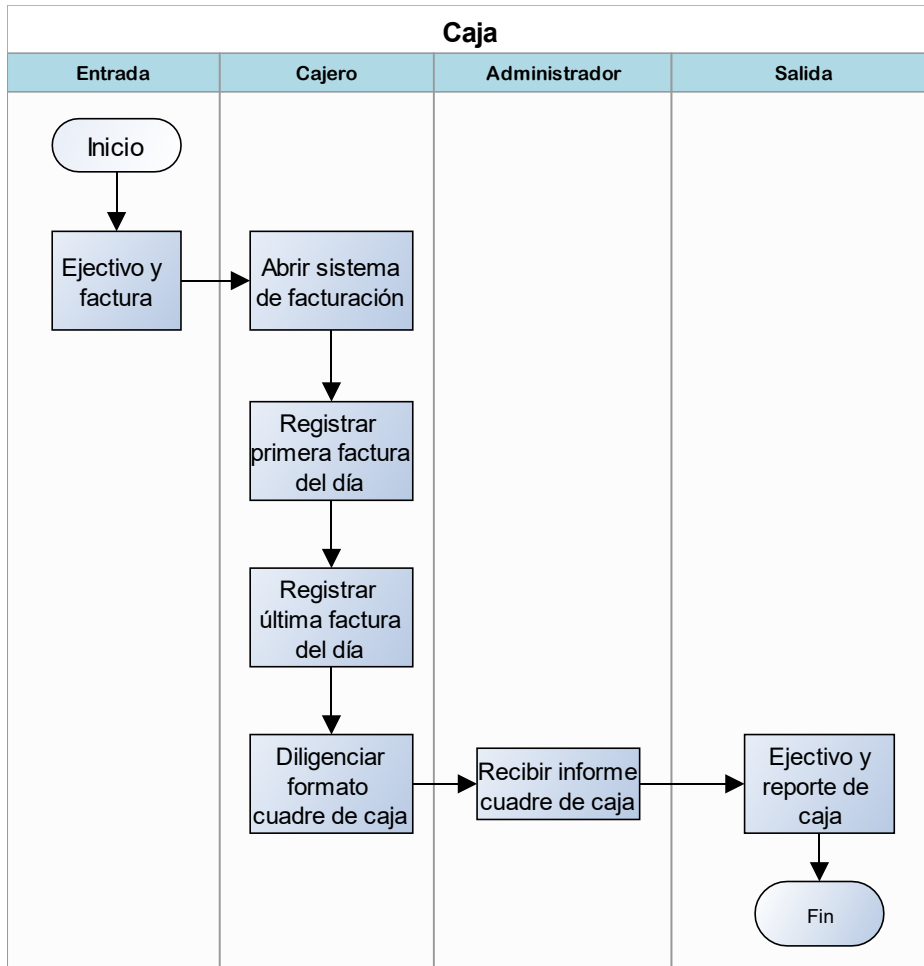 Caja
Entrada
Cajero
Administrador
Salida
Inicio
Ejectivo y
factura
Abrir sistema
de facturación
Registrar
primera factura
del día
Registrar
última factura
del día
Diligenciar
formato
cuadre de caja
Recibir informe
cuadre de caja
Ejectivo y
reporte de
caja
Fin